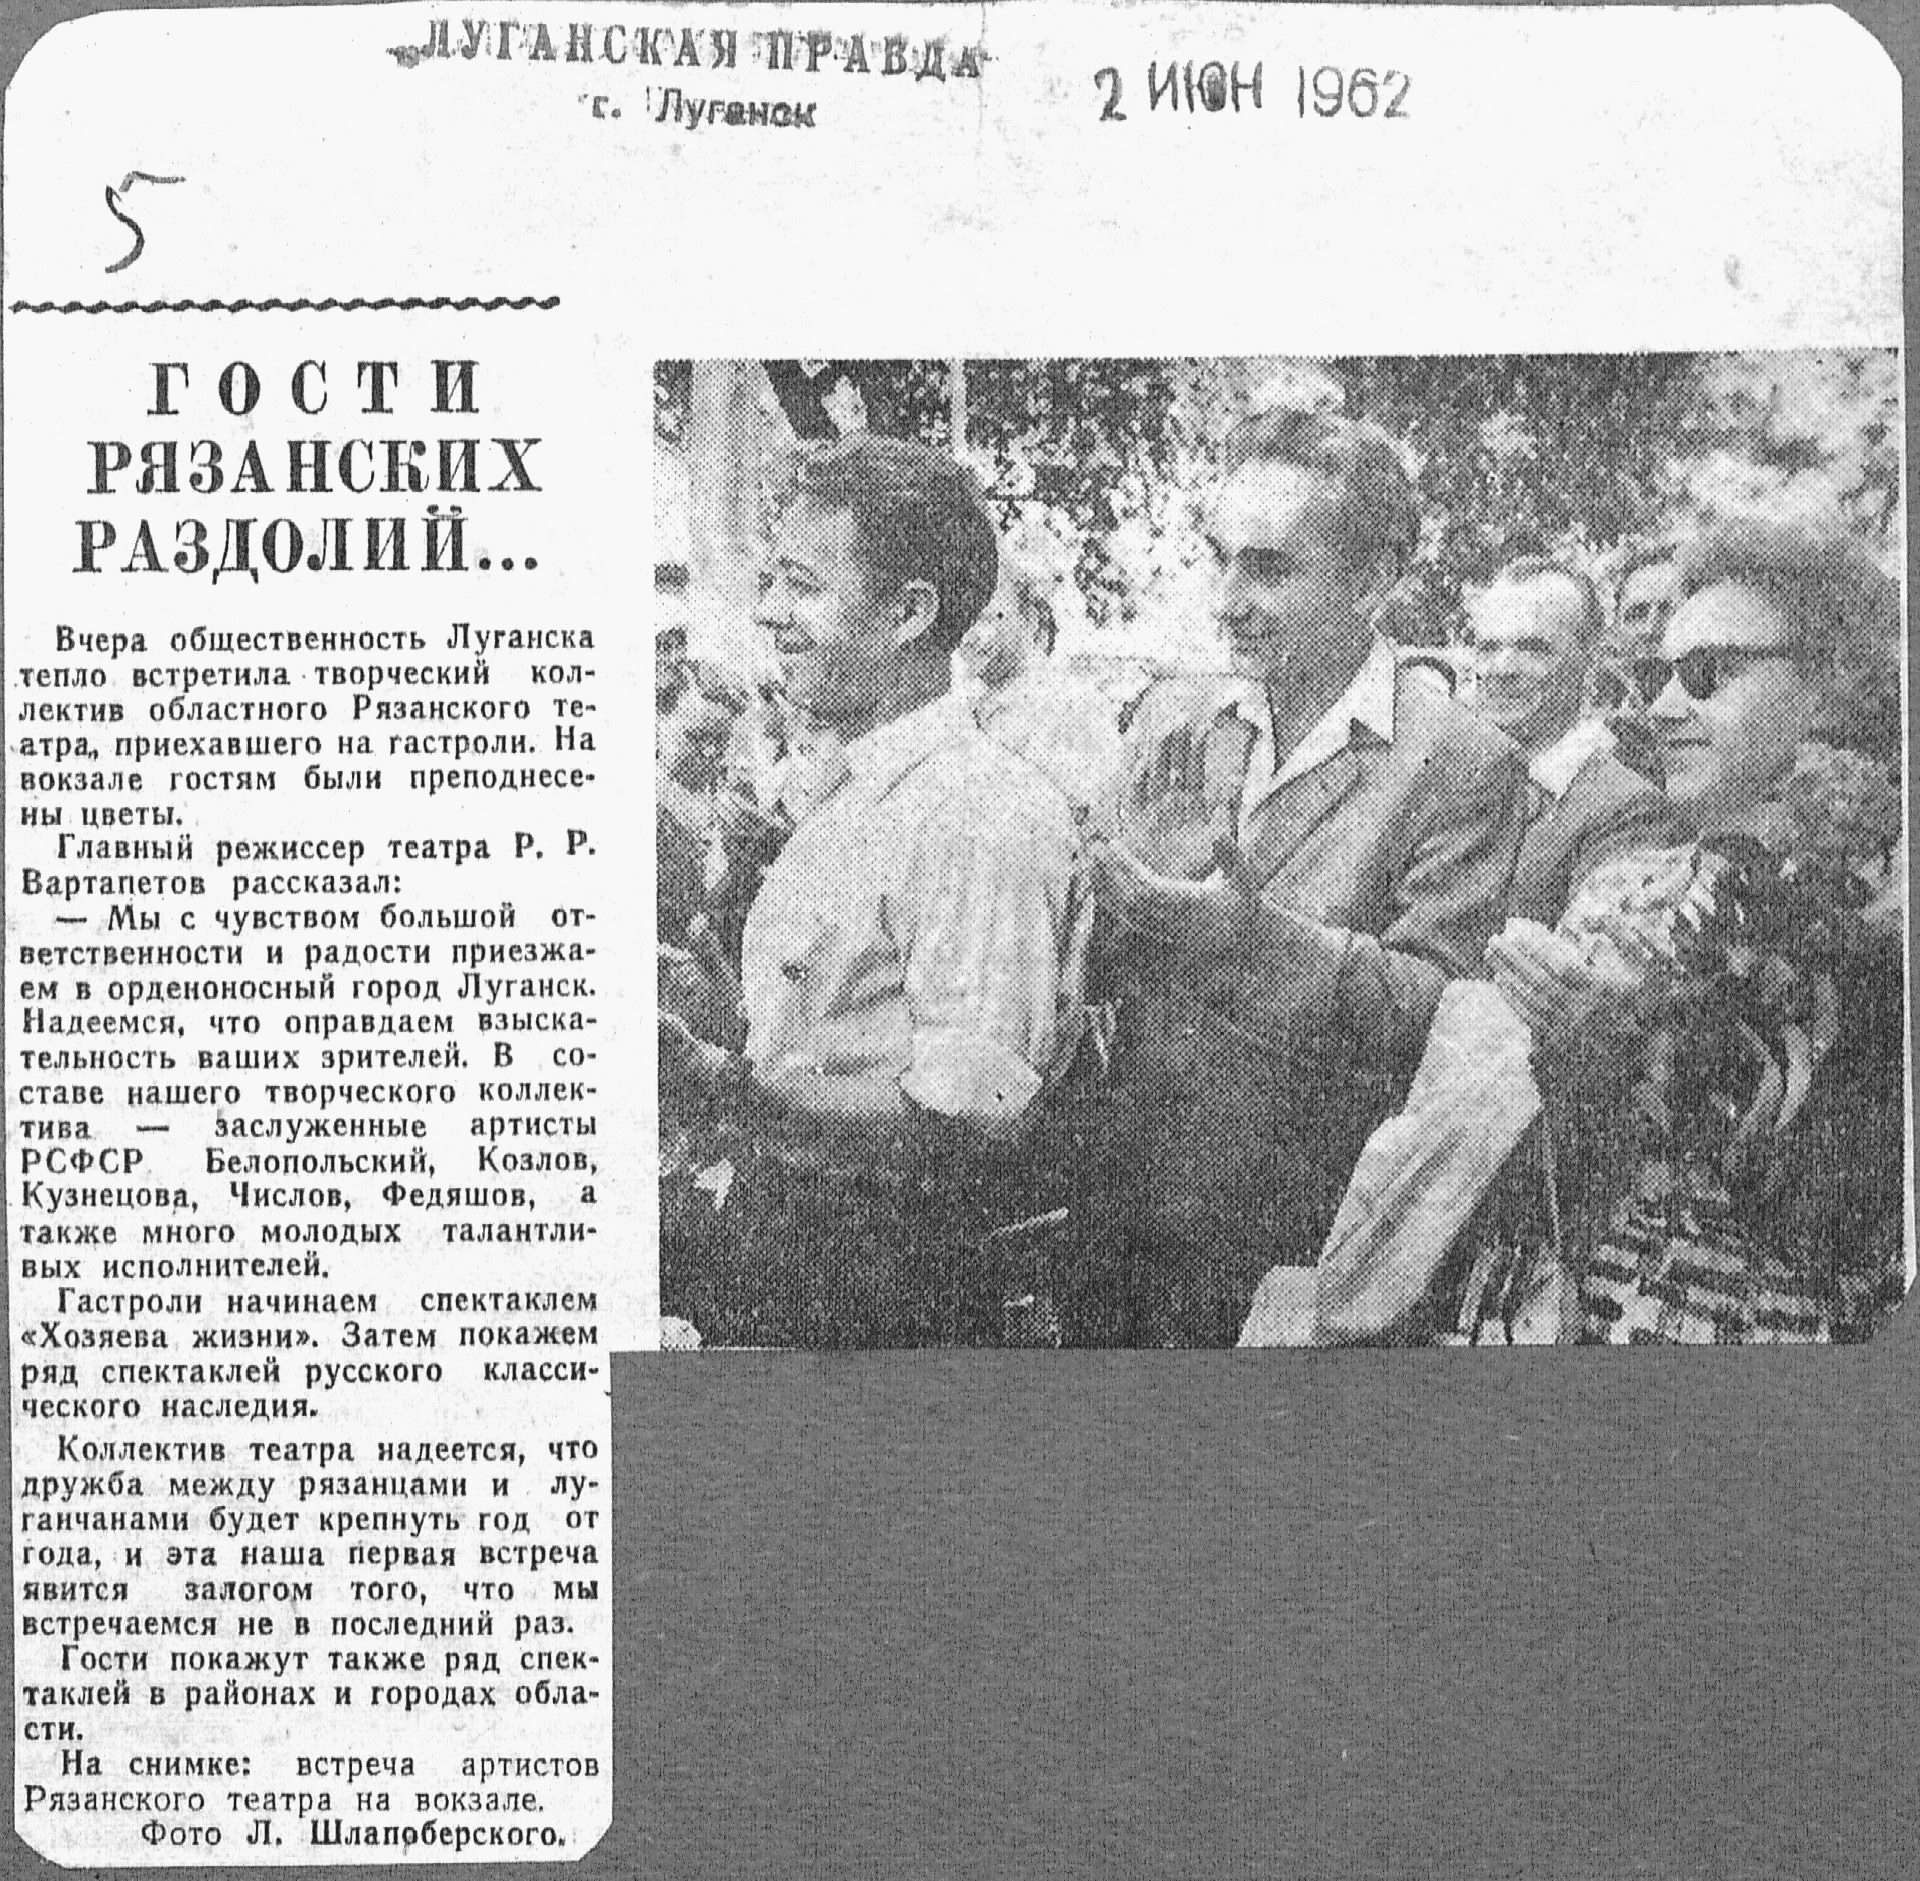 ЛУГАНСКАЯ ПРАВДА
г. Луганск
2 ИЮН 1962
5
ГОСТИ
РЯЗАНСКИХ
РАЗДОЛИЙ...
Вчера общественность Луганска
тепло встретила творческий кол-
лектив областного Рязанского те-
атра, приехавшего на гастроли. На
вокзале гостям были преподнесе-
ны цветы.
Главный режиссер театра Р. Р.
Вартапетов рассказал:
— Мы с чувством большой от-
ветственности и радости приезжа-
ем в орденоносный город Луганск.
Надеемся, что оправдаем взыска-
тельность ваших зрителей. В со-
ставе нашего творческого коллек-
тива — заслуженные артисты
РСФСР Белопольский, Козлов,
Кузнецова, Числов, Федяшов, а
также много молодых талантли-
вых исполнителей.
Гастроли начинаем спектаклем
«Хозяева жизни». Затем покажем
ряд спектаклей русского класси-
ческого наследия.
Коллектив театра надеется, что
дружба между рязанцами и лу-
ганчанами будет крепнуть год от
года, и эта наша первая встреча
явится залогом того, что мы
встречаемся не в последний раз.
Гости покажут также ряд спек-
таклей в районах и городах обла-
сти.
На снимке: встреча артистов
Рязанского театра на вокзале.
Фото Л. Шлапоберского.